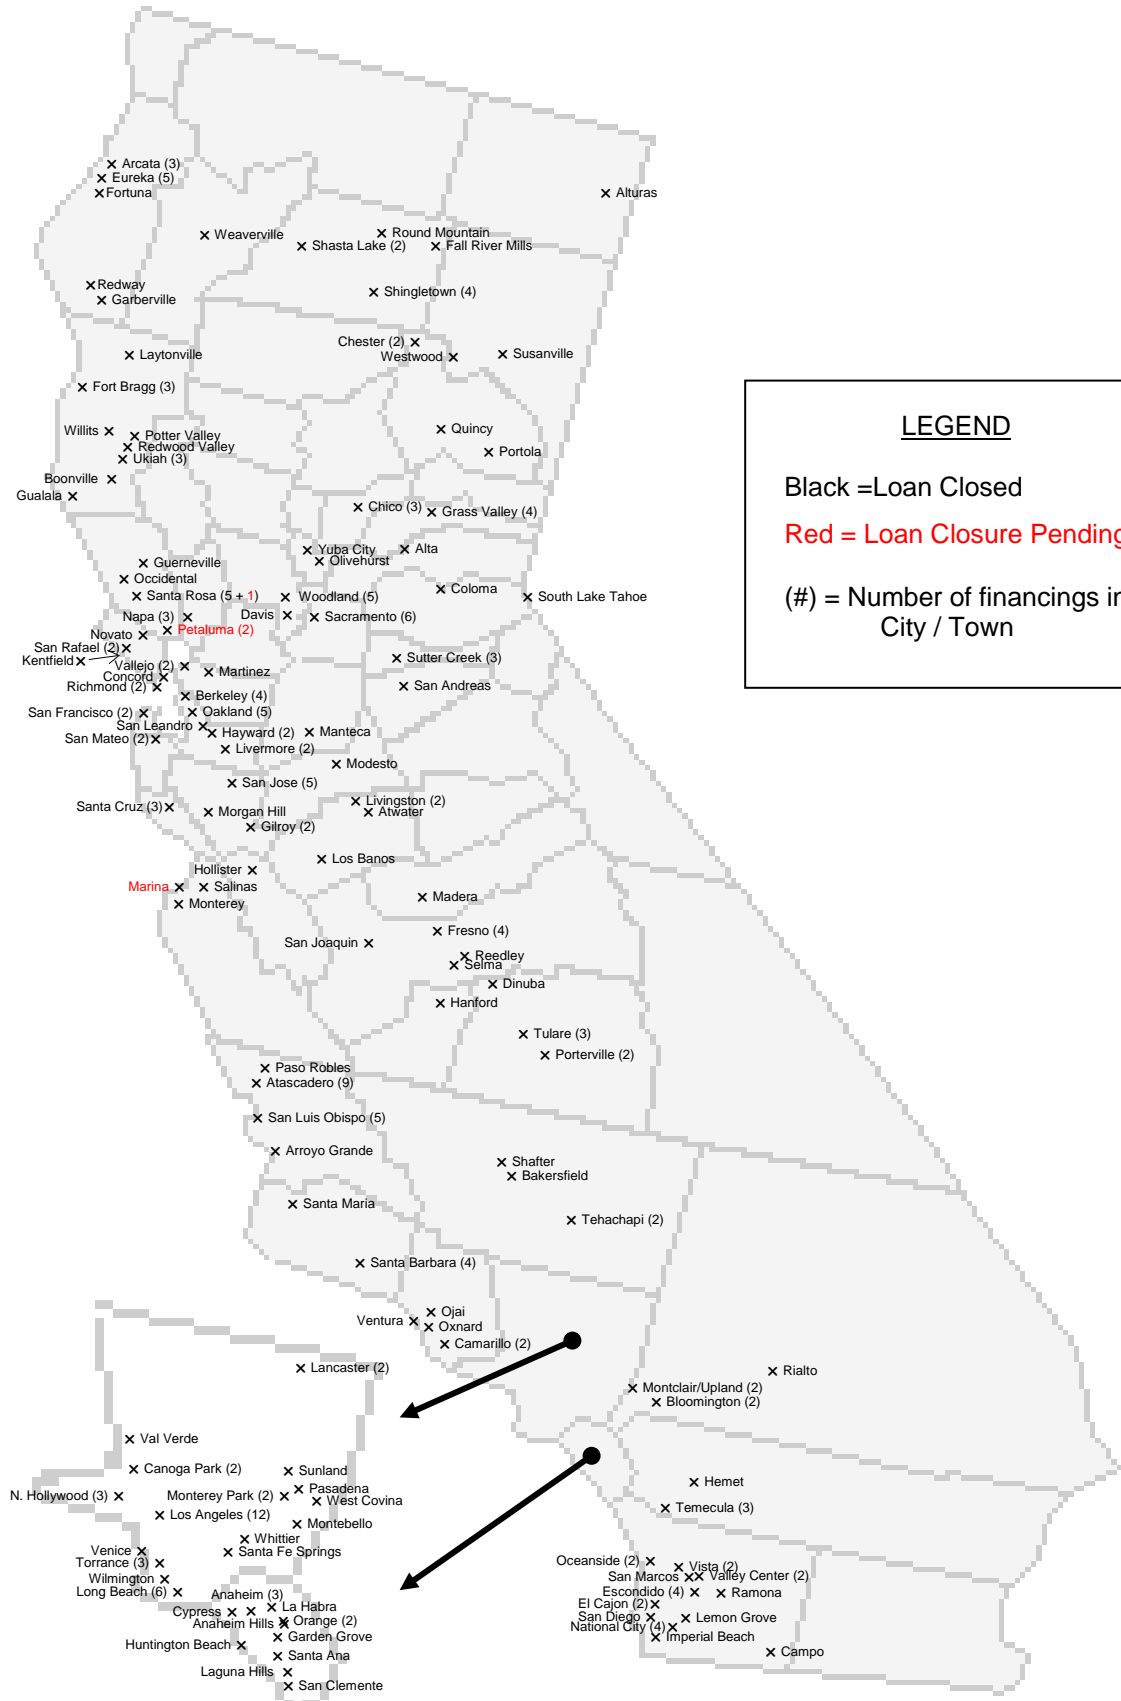 Arcata (3)
Eureka (5)
Fortuna
Alturas
Weaverville
Round Mountain
Shasta Lake (2)
Fall River Mills
Redway
Garberville
Shingletown (4)
Chester (2)
Westwood
Susanville
Laytonville
Fort Bragg (3)
Willits
Potter Valley
Redwood Valley
Ukiah (3)
Boonville
Gualala
Quincy
Portola
Chico (3)
Grass Valley (4)
Yuba City
Alta
Olivehurst
Guerneville
Occidental
Santa Rosa (5 + 1)
Woodland (5)
Coloma
South Lake Tahoe
Napa (3)
Davis
Sacramento (6)
Petaluma (2)
Novato
San Rafael (2)
Kentfield
Vallejo (2)
Martinez
Concord
Richmond (2)
Sutter Creek (3)
San Andreas
Berkeley (4)
San Francisco (2)
Oakland (5)
San Leandro
Hayward (2)
Manteca
San Mateo (2)
Livermore (2)
Modesto
San Jose (5)
Santa Cruz (3)
Morgan Hill
Livingston (2)
Atwater
Gilroy (2)
Los Banos
Hollister
Marina
Salinas
Monterey
Madera
San Joaquin
Fresno (4)
Reedley
Selma
Dinuba
Hanford
Tulare (3)
Porterville (2)
Paso Robles
Atascadero (9)
San Luis Obispo (5)
Arroyo Grande
Shafter
Bakersfield
Santa Maria
Tehachapi (2)
Santa Barbara (4)
Ojai
Ventura
Oxnard
Camarillo (2)
LEGEND
Black =Loan Closed
Red = Loan Closure Pending
(#) = Number of financings in
City / Town
Lancaster (2)
Rialto
Montclair/Upland (2)
Bloomington (2)
Val Verde
Canoga Park (2)
Sunland
N. Hollywood (3)
Monterey Park (2)
Pasadena
West Covina
Los Angeles (12)
Montebello
Whittier
Santa Fe Springs
Venice
Torrance (3)
Wilmington
Long Beach (6)
Anaheim (3)
La Habra
Cypress
Orange (2)
Anaheim Hills
Garden Grove
Huntington Beach
Santa Ana
Laguna Hills
San Clemente
Hemet
Temecula (3)
Oceanside (2)
Vista (2)
San Marcos
Valley Center (2)
Escondido (4)
Ramona
El Cajon (2)
San Diego
Lemon Grove
National City (4)
Imperial Beach
Campo